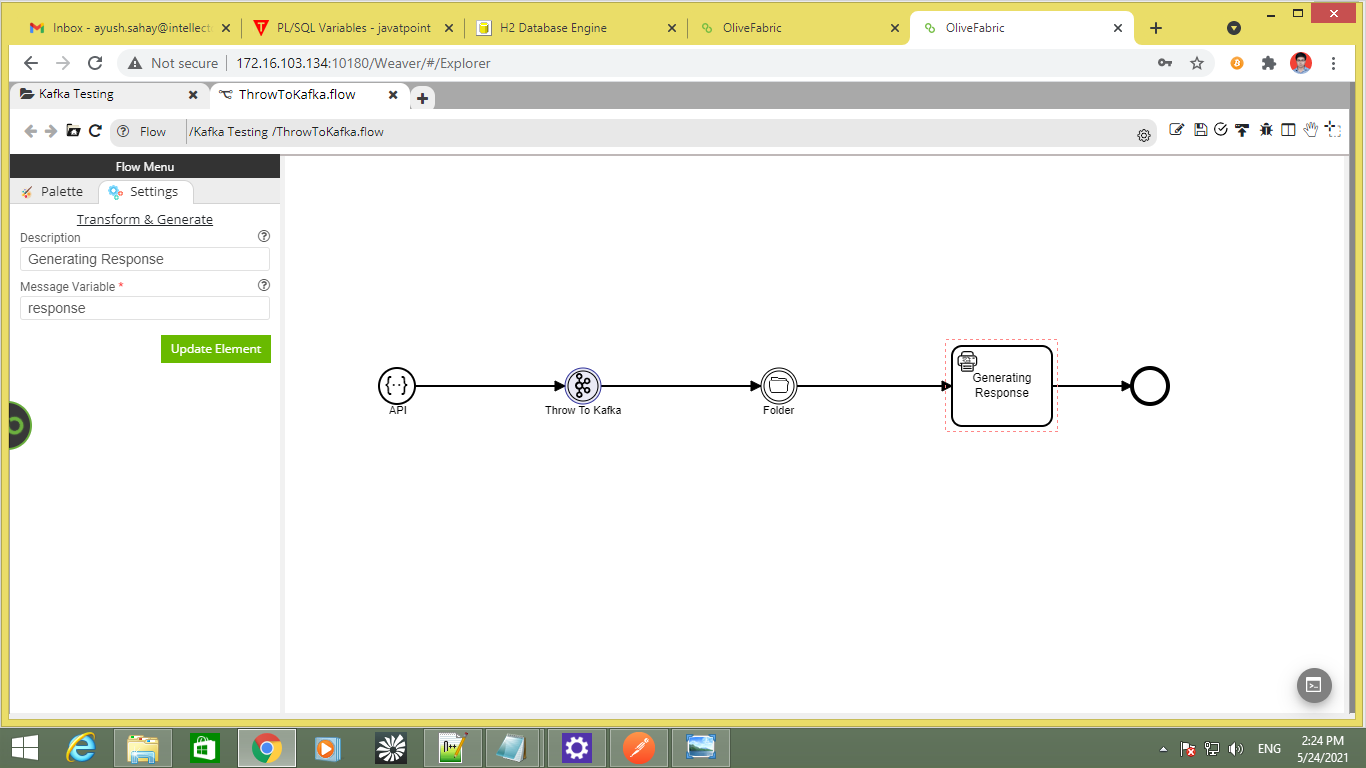 Inbox - ayush.sahay@intellect
PL/SQL Variables - javatpoint
H2 Database Engine
OliveFabric
OliveFabric
Not secure
172.16.103.134:10180/Weaver/#/Explorer
Kafka Testing
ThrowToKafka.flow
Flow
/Kafka Testing /ThrowToKafka.flow
Flow Menu
Palette
Settings
Transform & Generate
Description
Generating Response
Message Variable *
response
Update Element
API
Throw To Kafka
Folder
Generating
Response
ENG
2:24 PM
5/24/2021